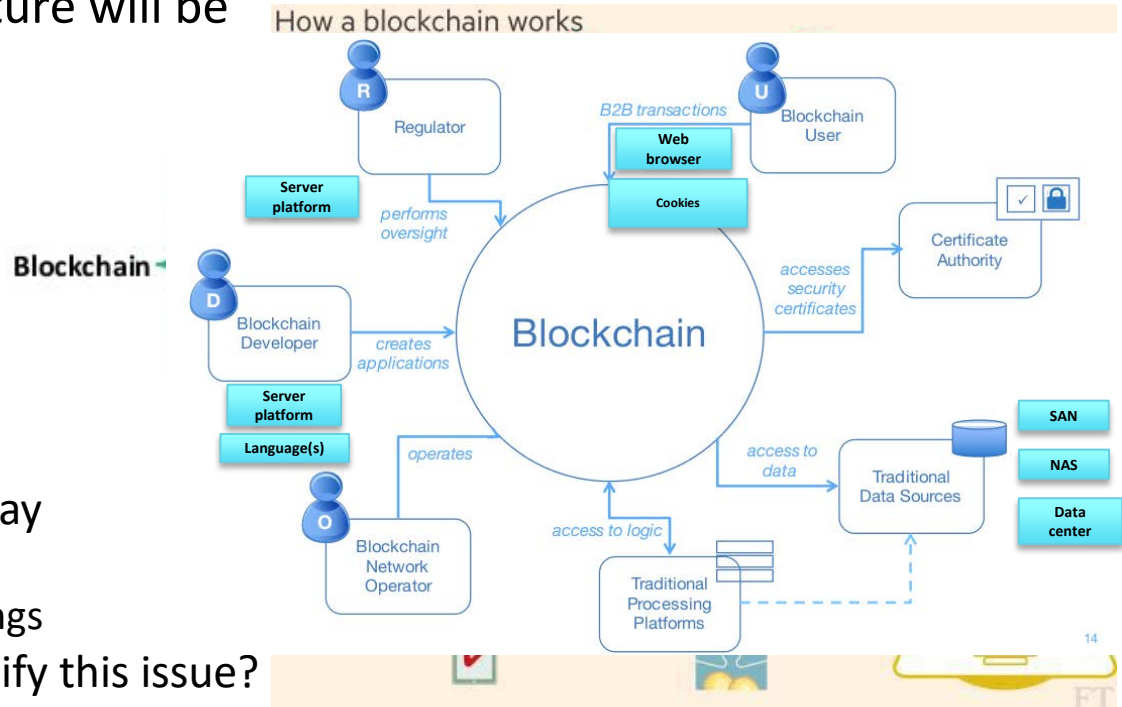 ture will be
How a blockchain works
R
Regulator
U
Blockchain
User
B2B transactions
Web
browser
Cookies
Server
platform
performs
oversight
Certificate
Authority
accesses
security
certificates
Blockchain
D
Blockchain
Developer
creates
applications
Blockchain
Server
platform
Language(s)
operates
access to
data
Traditional
Data Sources
SAN
NAS
Data
center
ay
O
Blockchain
Network
Operator
access to logic
Traditional
Processing
Platforms
ngs
14
ify this issue?
FT